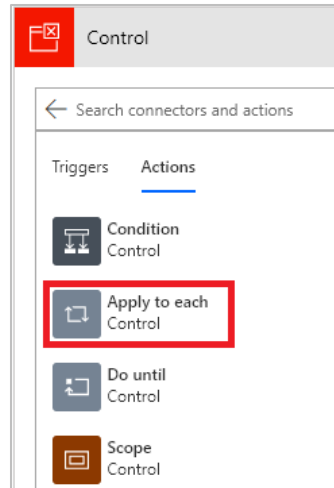 Control
Search connectors and actions
Triggers Actions
Condition
Control
Apply to each
Control
Do until
Control
Scope
Control